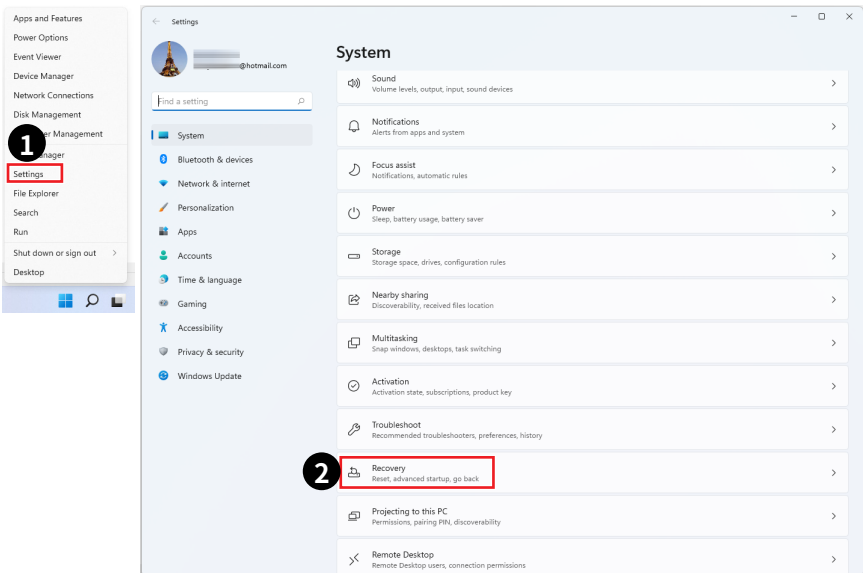 Apps and Features
Power Options
Event Viewer
Device Manager
Network Connections
Disk Management
er Management
anager
1
Settings
File Explorer
Search
Run
Shut down or sign out
Desktop
Settings
@hotmail.com
Find a setting
System
Bluetooth & devices
Network & internet
Personalization
Apps
Accounts
Time & language
Gaming
Accessibility
Privacy & security
Windows Update
System
Sound
Volume levels, output, input, sound devices
Notifications
Alerts from apps and system
Focus assist
Notifications, automatic rules
Power
Sleep, battery usage, battery saver
Storage
Storage space, drives, configuration rules
Nearby sharing
Discoverability, received files location
Multitasking
Snap windows, desktops, task switching
Activation
Activation state, subscriptions, product key
Troubleshoot
Recommended troubleshooters, preferences, history
2
Recovery
Reset, advanced startup, go back
Projecting to this PC
Permissions, pairing PIN, discoverability
Remote Desktop
Remote Desktop users, connection permissions